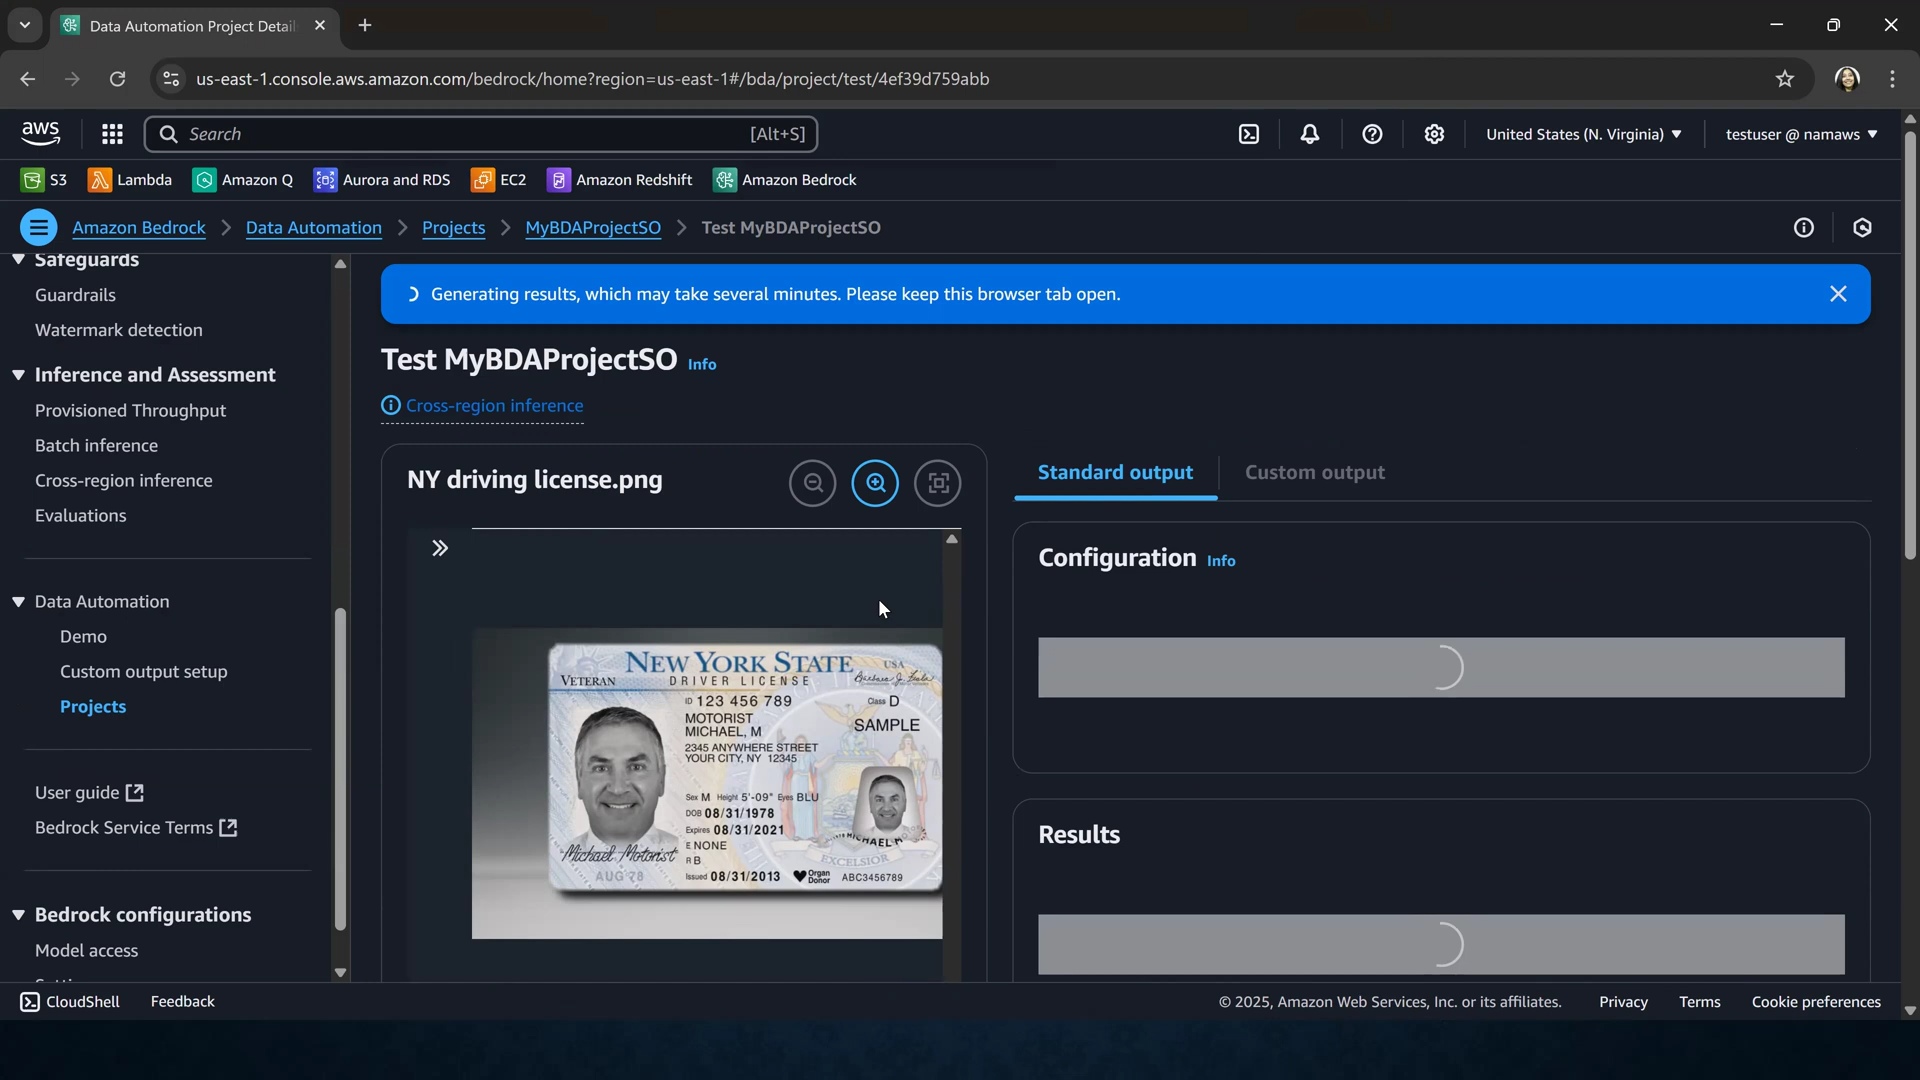 Data Automation Project Detail
us-east-1.console.aws.amazon.com/bedrock/home?region=us-east-1#/bda/project/test/4ef39d759abb
aws
Search [Alt+S]
United States (N. Virginia)
testuser @ namaws
S3
Lambda
Amazon Q
Aurora and RDS
EC2
Amazon Redshift
Amazon Bedrock
Amazon Bedrock
Data Automation
Projects
MyBDAProjectSO
Test MyBDAProjectSO
Safeguards
Guardrails
Watermark detection
Inference and Assessment
Provisioned Throughput
Batch inference
Cross-region inference
Evaluations
Data Automation
Demo
Custom output setup
Projects
User guide
Bedrock Service Terms
Bedrock configurations
Model access
Generating results, which may take several minutes. Please keep this browser tab open.
Test MyBDAProjectSO Info
Cross-region inference
NY driving license.png
NEW YORK STATE
USA
VETERAN
DRIVER LICENSE
ID 123 456 789
Class D
MOTORIST
MICHAEL, M
SAMPLE
2345 ANYWHERE STREET
YOUR CITY, NY 12345
Sex M Height 5'-09" Eyes BLU
DOB 08/31/1978
Expires 08/31/2021
E NONE
R B
Issued 08/31/2013
Michael Motorist
AUG 78
EXCELSIOR
Organ
Donor
ABC3456789
Standard output
Custom output
Configuration Info
Results
CloudShell
Feedback
© 2025, Amazon Web Services, Inc. or its affiliates.
Privacy
Terms
Cookie preferences